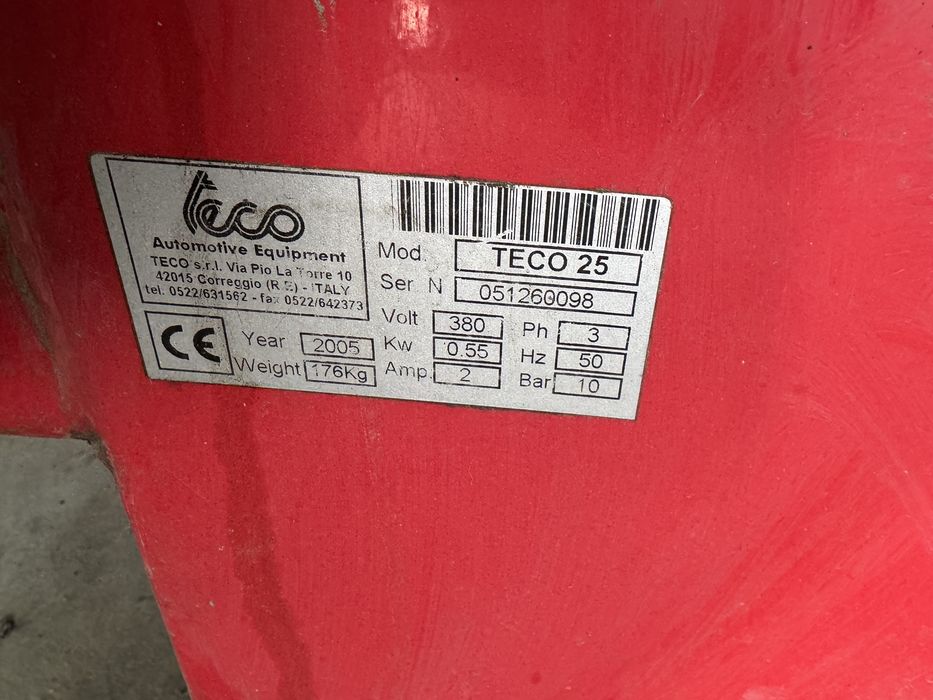 teco
Automotive Equipment
TECO s.r.l. Via Pio La Torre 10
42015 Correggio (R.E) - ITALY
tel. 0522/631562 - fax 0522/642373
Mod. TECO 25
Ser N 051260098
Volt 380 Ph 3
CE Year 2005 Kw 0.55 Hz 50
Weight 176Kg Amp. 2 Bar 10